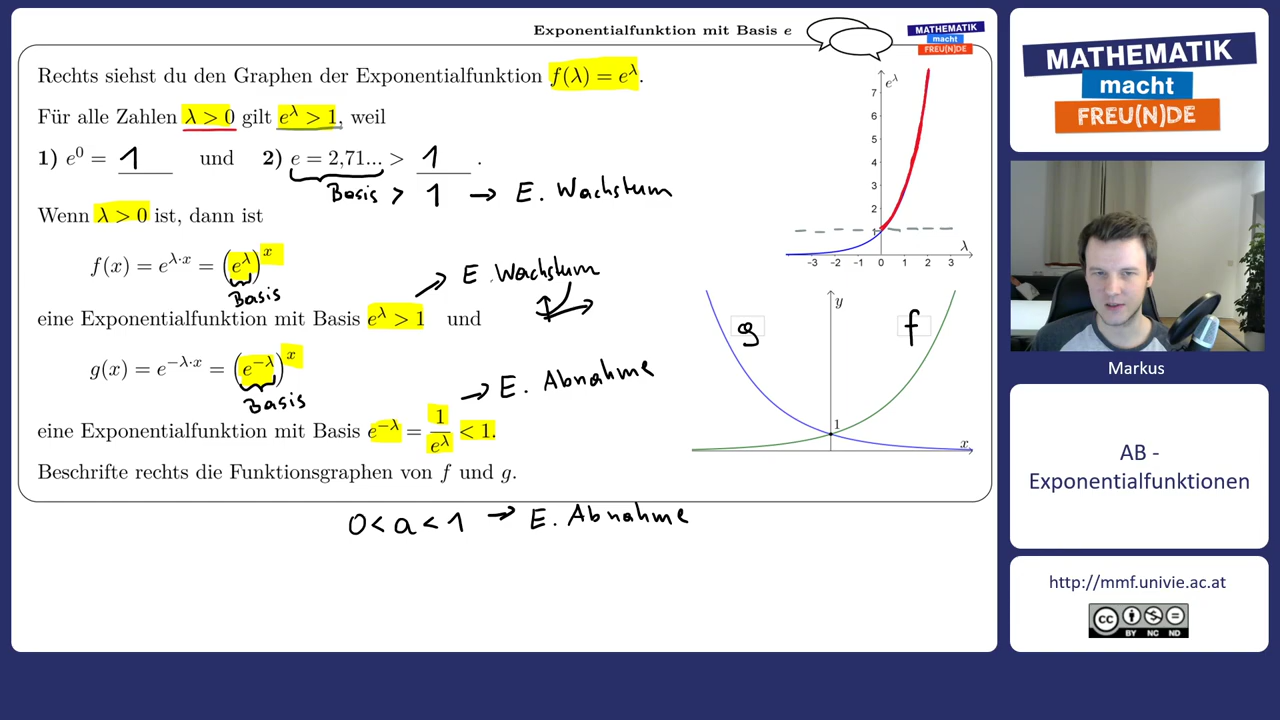 Exponentialfunktion mit Basis e
MATHEMATIK
macht
FREU(N)DE
Rechts siehst du den Graphen der Exponentialfunktion f(λ) = e^λ.
Für alle Zahlen λ > 0 gilt e^λ > 1, weil
1) e^0 = 1 und 2) e = 2,71... > 1 .
Basis > 1 → E. Wachstum
Wenn λ > 0 ist, dann ist
f(x) = e^{λ·x} = (e^λ)^x
Basis
E. Wachstum
eine Exponentialfunktion mit Basis e^λ > 1 und
g(x) = e^{−λ·x} = (e^{−λ})^x
Basis
→ E. Abnahme
eine Exponentialfunktion mit Basis e^{−λ} = 1/e^λ < 1.
Beschrifte rechts die Funktionsgraphen von f und g.
0 < a < 1 → E. Abnahme
e^λ
7
6
5
4
3
2
1
-3 -2 -1 0 1 2 3
λ
y
g f
1
x
MATHEMATIK
macht
FREU(N)DE
Markus
AB -
Exponentialfunktionen
http://mmf.univie.ac.at
cc
BY NC ND